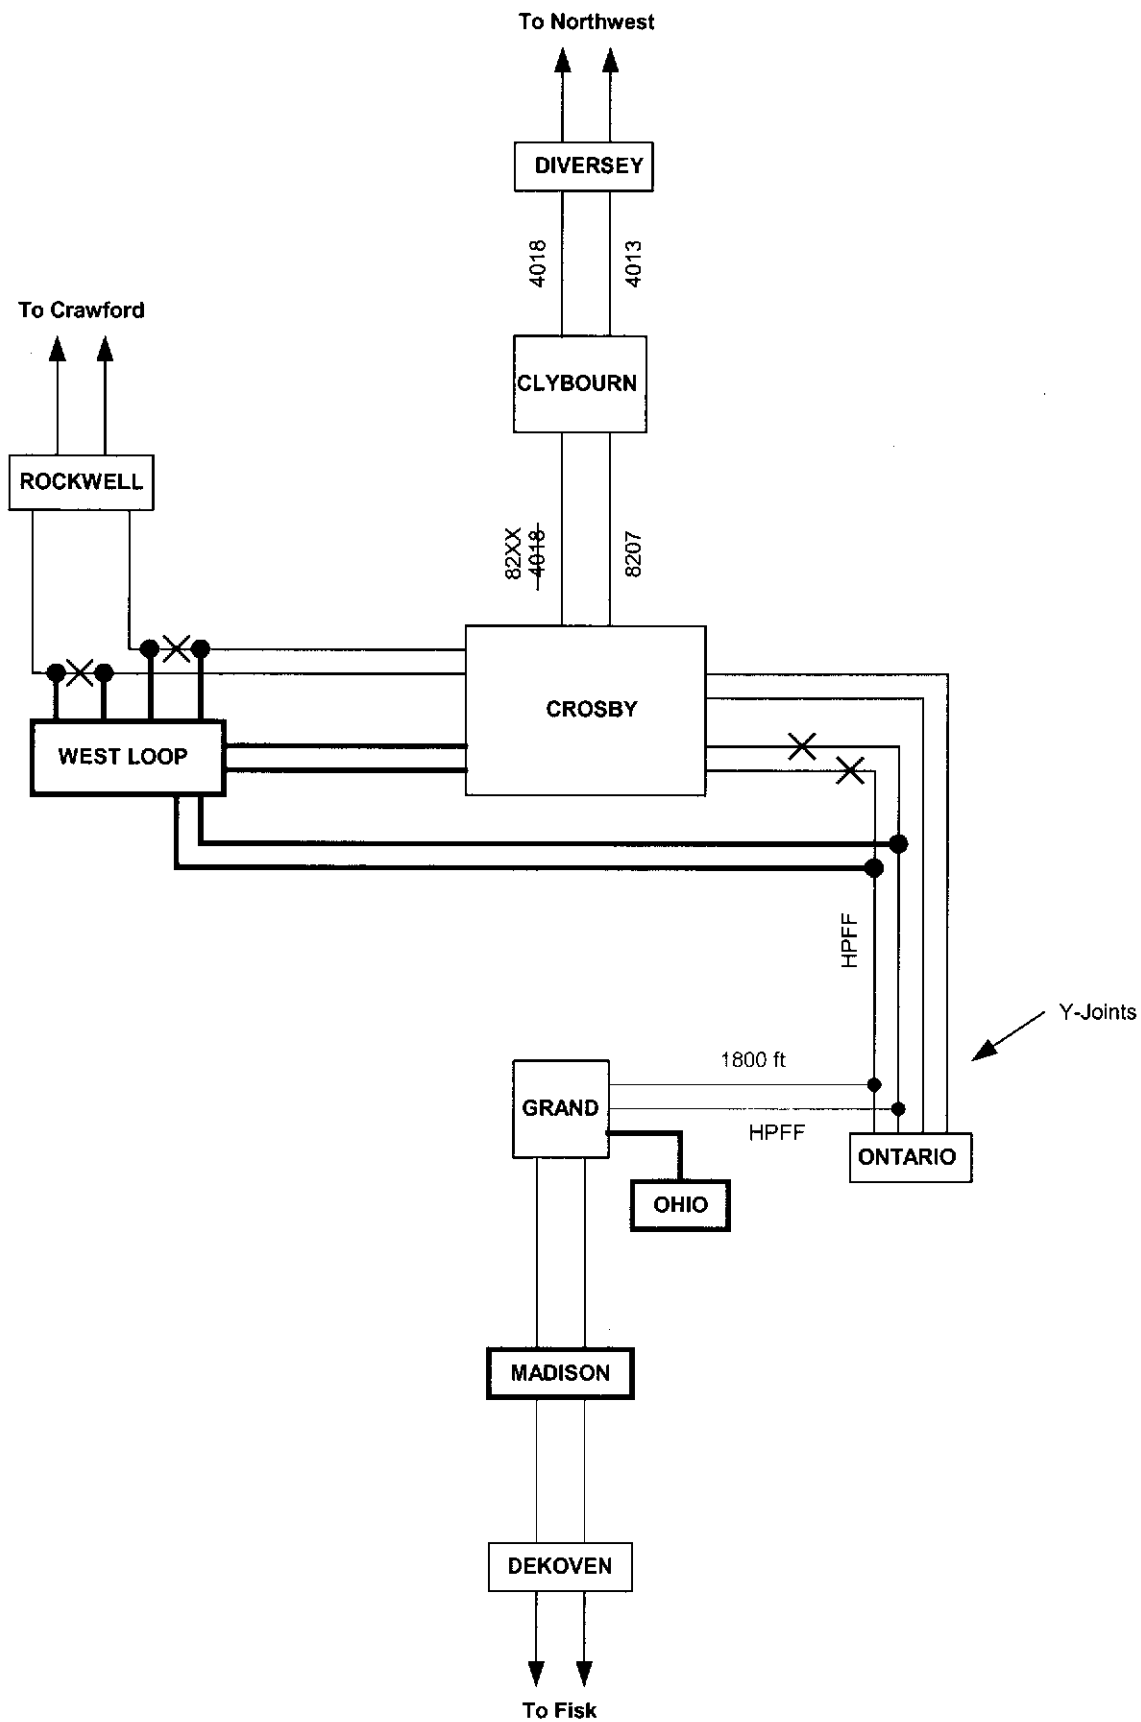 To Northwest
DIVERSEY
4018
4013
To Crawford
CLYBOURN
ROCKWELL
82XX
4018
8207
CROSBY
WEST LOOP
HPFF
Y-Joints
1800 ft
GRAND
HPFF
ONTARIO
OHIO
MADISON
DEKOVEN
To Fisk